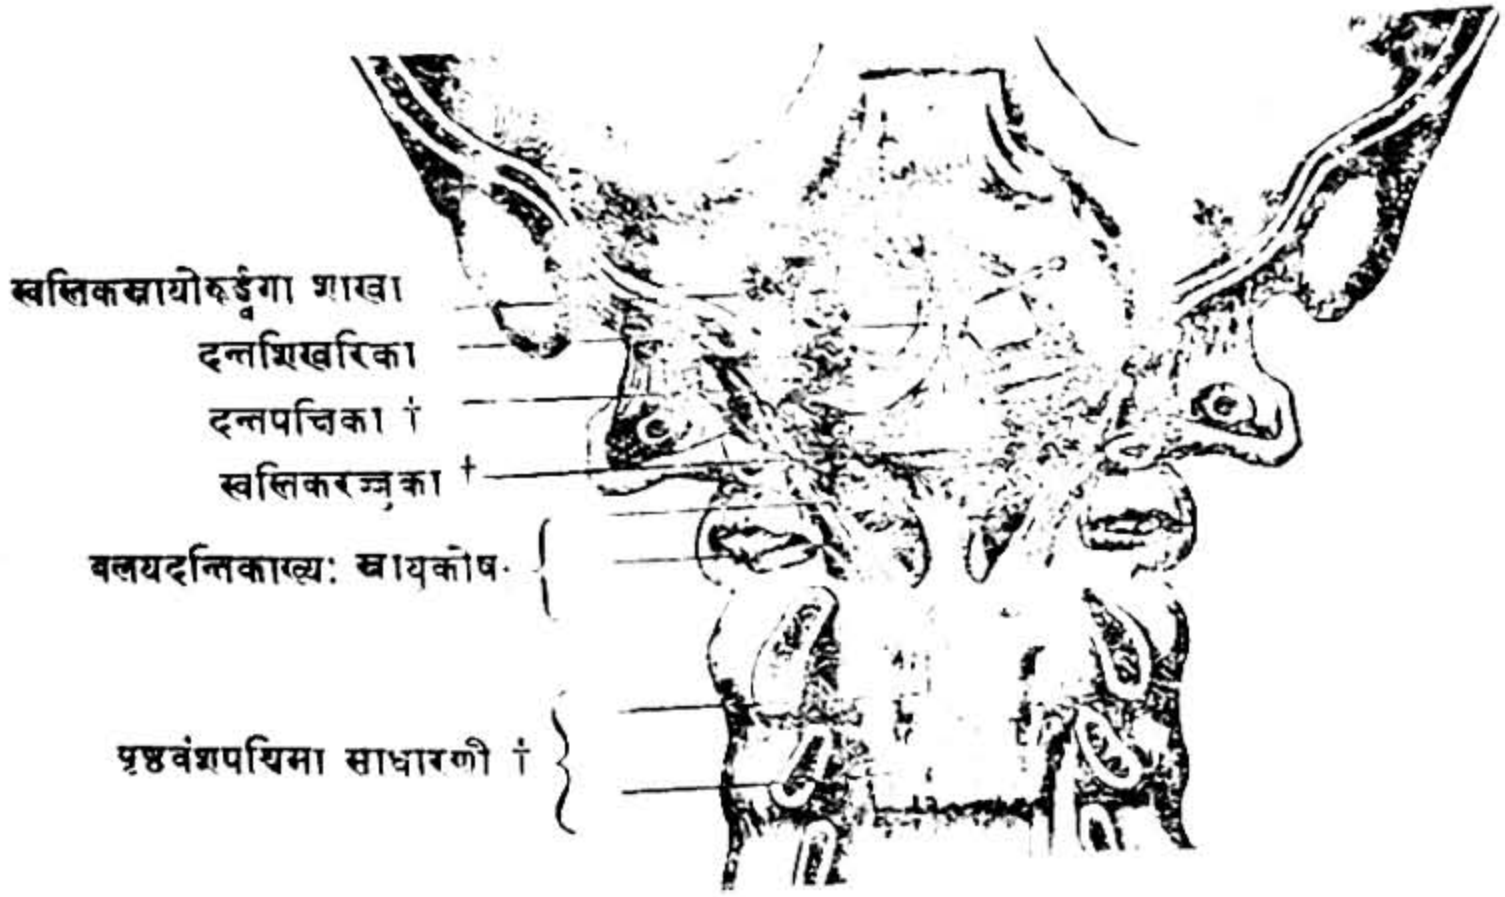 स्वस्तिकस्नायोरूर्द्ध्वगा शाखा
दन्तशिखरिका
दन्तपत्त्रिका †
स्वस्तिकरज्जुका †
वलयदन्तिकाख्यः स्नायुकोषः
पृष्ठवंशपश्चिमा साधारणी †